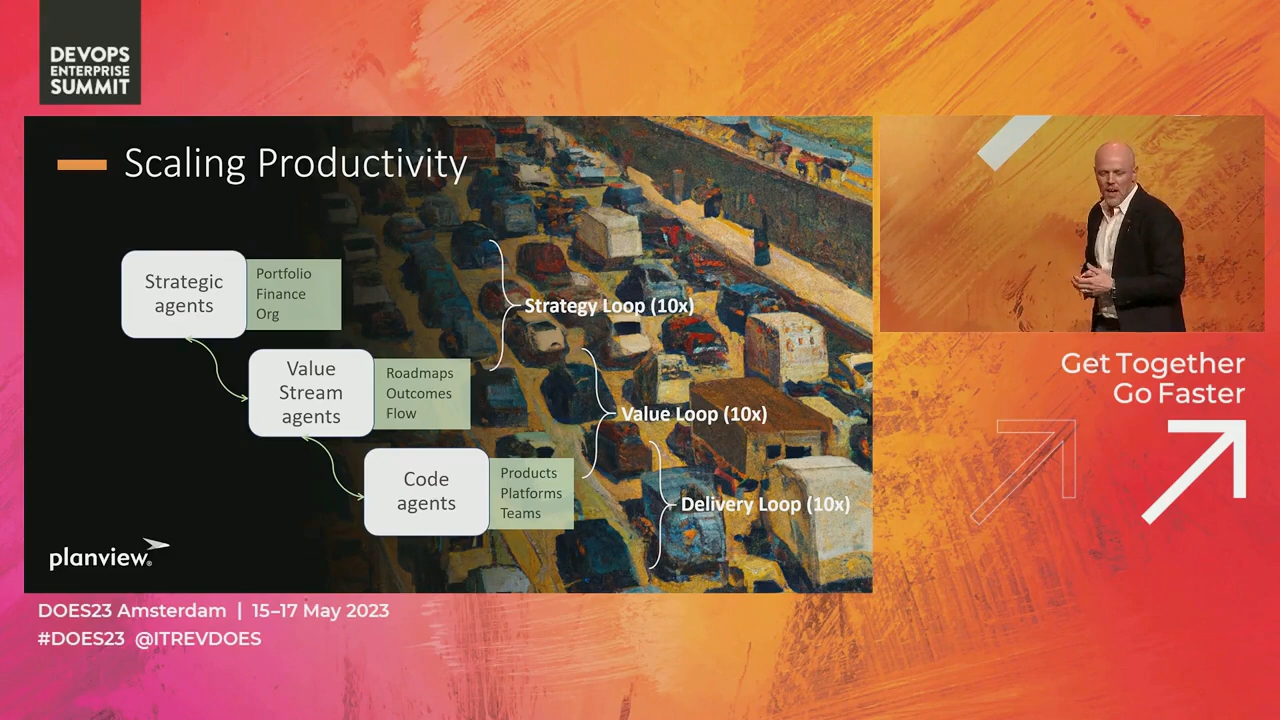 DEVOPS
ENTERPRISE
SUMMIT
Scaling Productivity
Strategic
agents
Portfolio
Finance
Org
Strategy Loop (10x)
Value
Stream
agents
Roadmaps
Outcomes
Flow
Value Loop (10x)
Code
agents
Products
Platforms
Teams
Delivery Loop (10x)
planview.
Get Together
Go Faster
DOES23 Amsterdam | 15–17 May 2023
#DOES23 @ITREVDOES